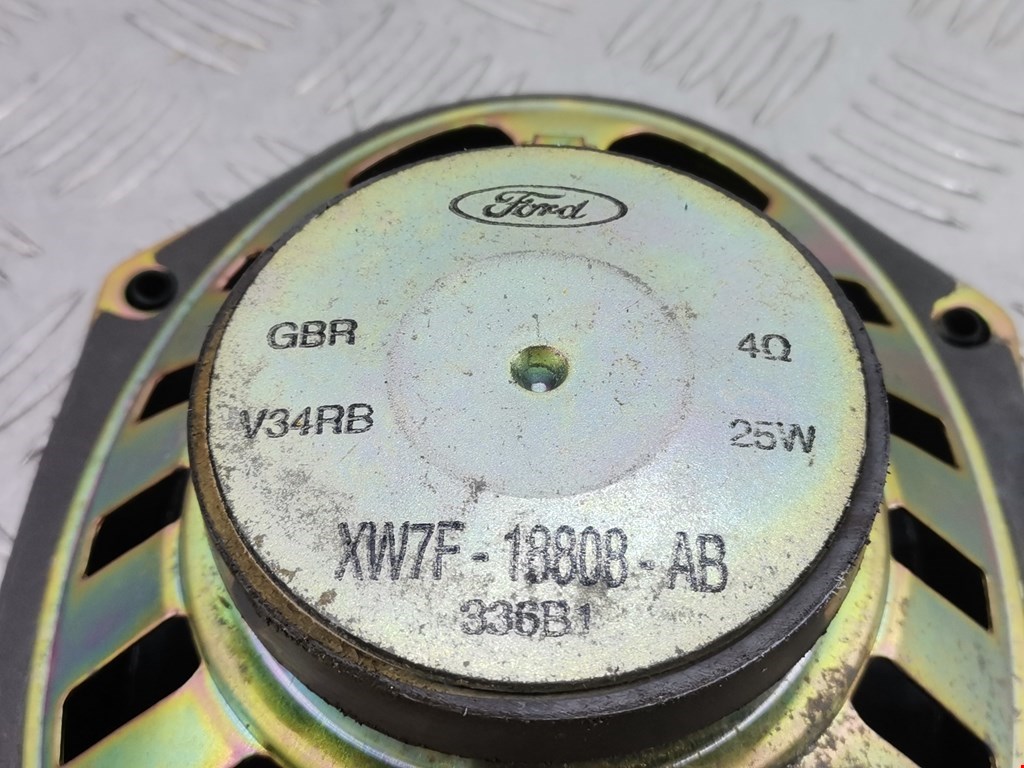 Ford
GBR 4Ω
V34RB 25W
XW7F-18808-AB
336B1